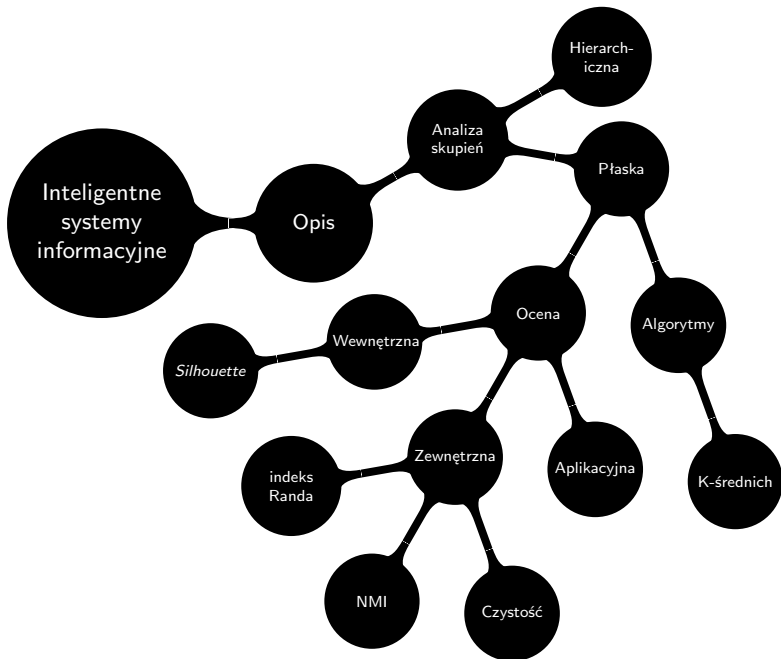 Hierarch-
iczna
Analiza
skupień
Płaska
Inteligentne
systemy
informacyjne
Opis
Ocena
Algorytmy
Wewnętrzna
Silhouette
Zewnętrzna
Aplikacyjna
K-średnich
indeks
Randa
NMI
Czystość